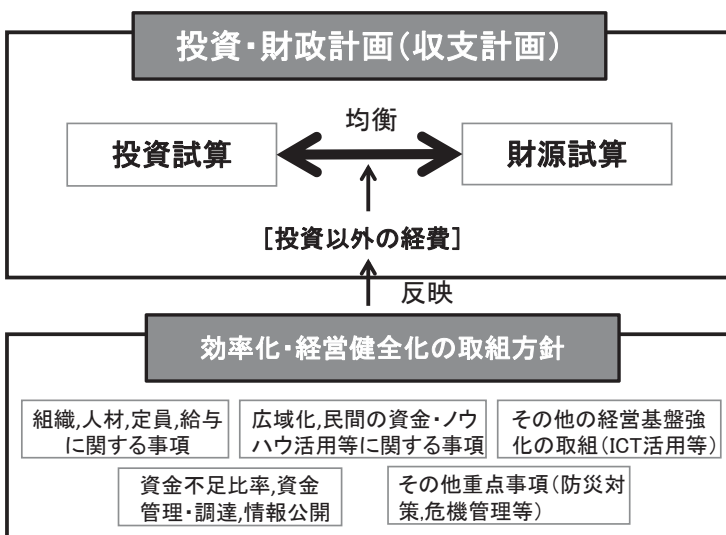 投資・財政計画（収支計画）
均衡
投資試算
財源試算
［投資以外の経費］
反映
効率化・経営健全化の取組方針
組織,人材,定員,給与
に関する事項
広域化,民間の資金・ノウ
ハウ活用等に関する事項
その他の経営基盤強
化の取組（ICT活用等）
資金不足比率,資金
管理・調達,情報公開
その他重点事項（防災対
策,危機管理等）